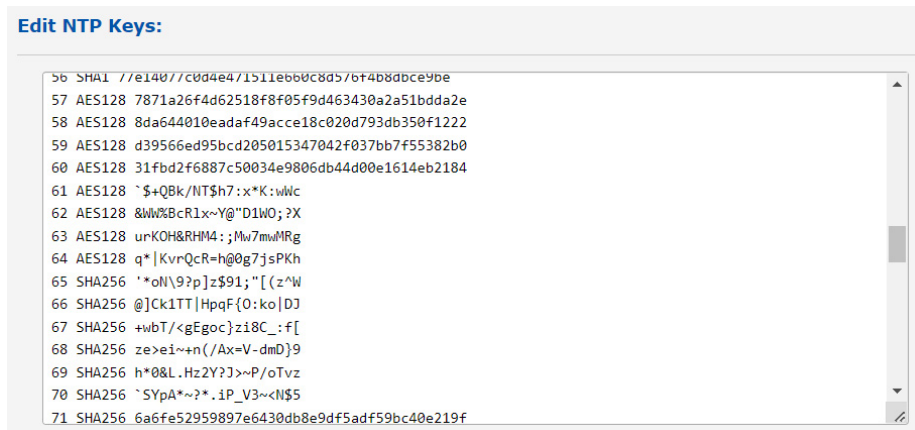 Edit NTP Keys:
56 SHA1 77e14077c0d4e471511e660c8d576f4b8dbce9be
57 AES128 7871a26f4d62518f8f05f9d463430a2a51bdda2e
58 AES128 8da644010eadaf49acce18c020d793db350f1222
59 AES128 d39566ed95bcd205015347042f037bb7f55382b0
60 AES128 31fbd2f6887c50034e9806db44d00e1614eb2184
61 AES128 `$+QBk/NT$h7:x*K:wWc
62 AES128 &WW%BcRlx~Y@"D1WO;?X
63 AES128 urKOH&RHM4:;Mw7mwMRg
64 AES128 q*|KvrQcR=h@0g7jsPKh
65 SHA256 '*oN\9?p]z$91;"[(z^W
66 SHA256 @]Ck1TT|HpqF{O:ko|DJ
67 SHA256 +wbT/<gEgoc}zi8C_:f[
68 SHA256 ze>ei~+n(/Ax=V-dmD}9
69 SHA256 h*0&L.Hz2Y?J>~P/oTvz
70 SHA256 `SYpA*~?*.iP_V3~<N$5
71 SHA256 6a6fe52959897e6430db8e9df5adf59bc40e219f